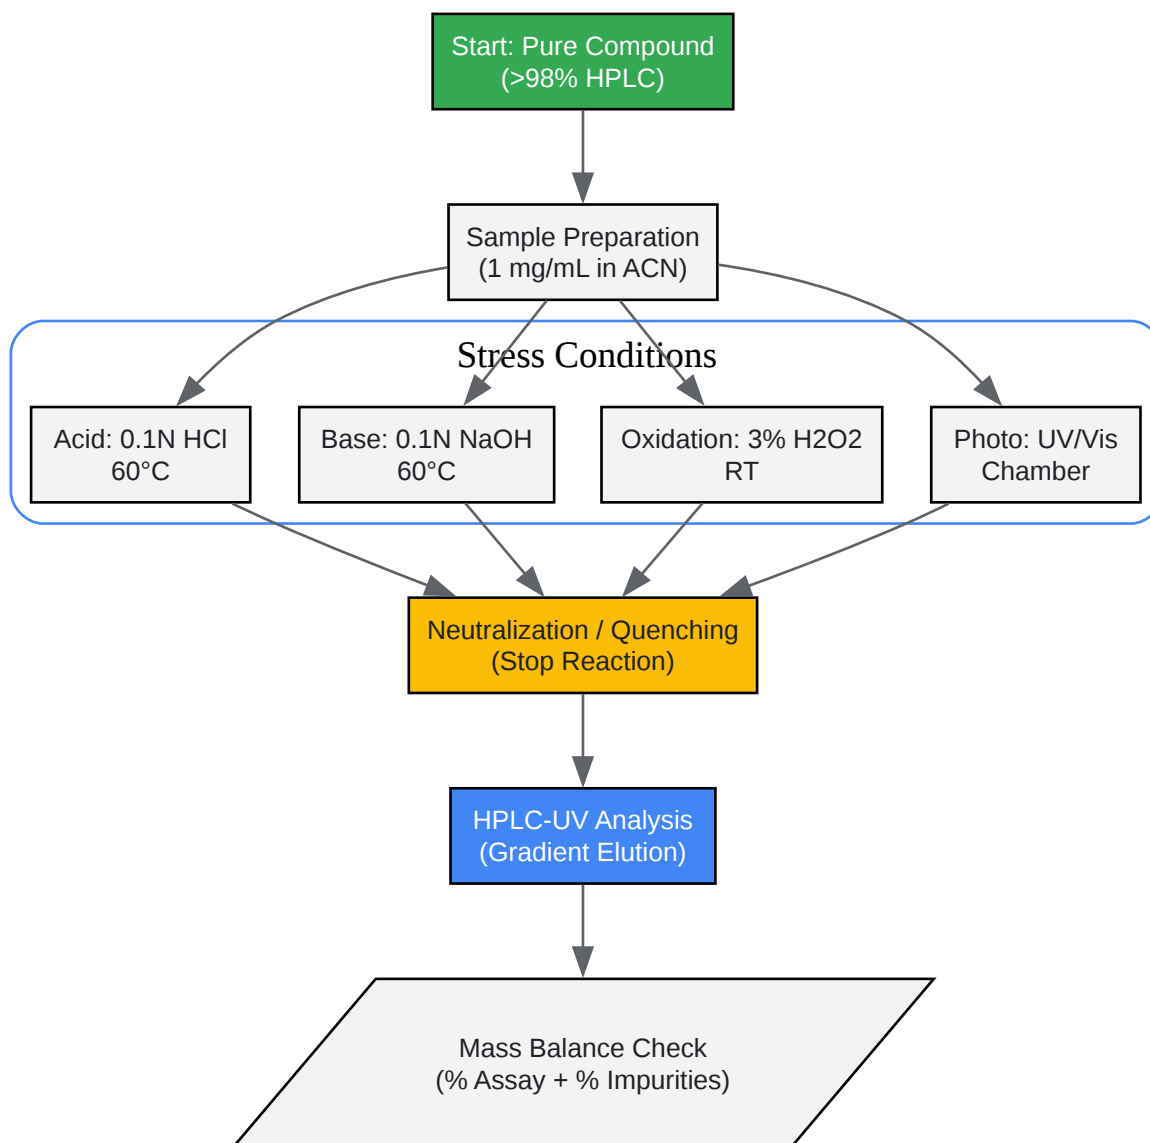 Start: Pure Compound
(>98% HPLC)
Sample Preparation
(1 mg/mL in ACN)
Stress Conditions
Acid: 0.1N HCl
60°C
Base: 0.1N NaOH
60°C
Oxidation: 3% H2O2
RT
Photo: UV/Vis
Chamber
Neutralization / Quenching
(Stop Reaction)
HPLC-UV Analysis
(Gradient Elution)
Mass Balance Check
(% Assay + % Impurities)